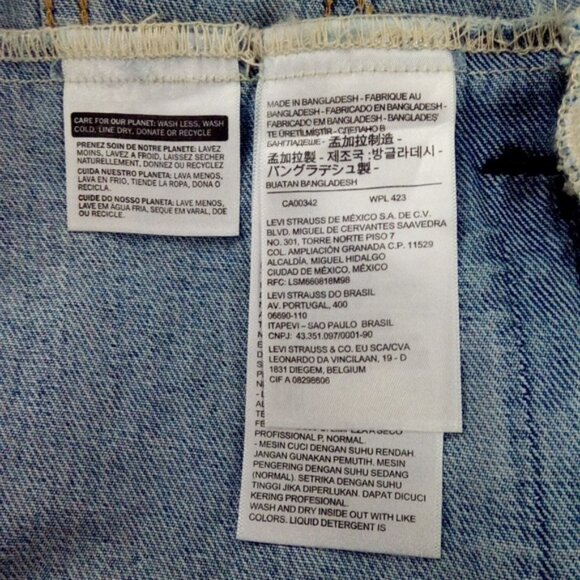 CARE FOR OUR PLANET: WASH LESS, WASH
COLD, LINE DRY, DONATE OR RECYCLE
PRENEZ SOIN DE NOTRE PLANETE: LAVEZ
MOINS, LAVEZ A FROID, LAISSEZ SECHER
NATURELLEMENT, DONNEZ OU RECYCLEZ
CUIDA NUESTRO PLANETA: LAVA MENOS,
LAVA EN FRIO, TIENDE LA ROPA, DONA O
RECICLA.
CUIDE DO NOSSO PLANETA: LAVE MENOS,
LAVE EM ÁGUA FRIA, SEQUE EM VARAL, DOE
OU RECICLE.
MADE IN BANGLADESH - FABRIQUE AU
BANGLADESH - FABRICADO EN BANGLADESH -
FABRICADO EM BANGLADESH - BANGLADEŞ'
TE ÜRETİLMİŞTİR - СДЕЛАНО В
БАНГЛАДЕШЕ - 孟加拉制造 -
孟加拉製 - 제조국 : 방글라데시 -
バングラデシュ製 -
BUATAN BANGLADESH
CA00342 WPL 423
LEVI STRAUSS DE MÉXICO S.A. DE C.V.
BLVD. MIGUEL DE CERVANTES SAAVEDRA
NO. 301, TORRE NORTE PISO 7
COL. AMPLIACIÓN GRANADA C.P. 11529
ALCALDÍA. MIGUEL HIDALGO
CIUDAD DE MÉXICO, MÉXICO
RFC: LSM660818M98
LEVI STRAUSS DO BRASIL
AV. PORTUGAL, 400
06690-110
ITAPEVI – SAO PAULO BRASIL
CNPJ: 43.351.097/0001-90
LEVI STRAUSS & CO. EU SCA/CVA
LEONARDO DA VINCILAAN, 19 - D
1831 DIEGEM, BELGIUM
CIF A 08298606
PROFISSIONAL P, NORMAL
- MESIN CUCI DENGAN SUHU RENDAH.
JANGAN GUNAKAN PEMUTIH. MESIN
PENGERING DENGAN SUHU SEDANG
(NORMAL). SETRIKA DENGAN SUHU
TINGGI JIKA DIPERLUKAN. DAPAT DICUCI
KERING PROFESIONAL.
WASH AND DRY INSIDE OUT WITH LIKE
COLORS. LIQUID DETERGENT IS